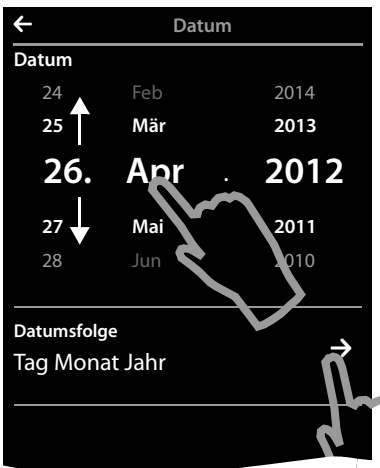 Datum
Datum
24 Feb 2014
25 Mär 2013
26. Apr . 2012
27 Mai 2011
28 Jun 2010
Datumsfolge
Tag Monat Jahr